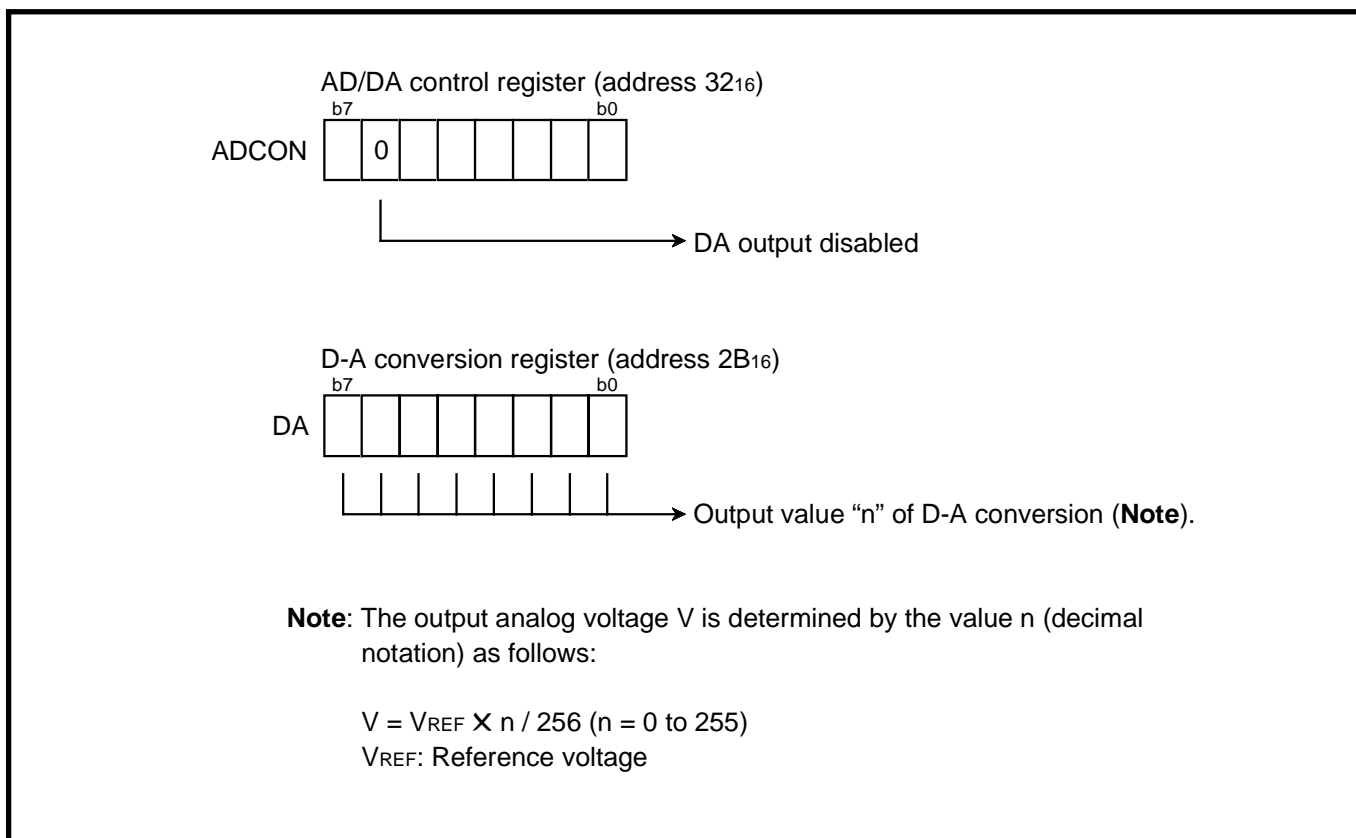 AD/DA control register (address 32₁₆)
b7 b0
ADCON 0
DA output disabled
D-A conversion register (address 2B₁₆)
b7 b0
DA
Output value “n” of D-A conversion (Note).
Note: The output analog voltage V is determined by the value n (decimal
notation) as follows:
V = VREF ✕ n / 256 (n = 0 to 255)
VREF: Reference voltage